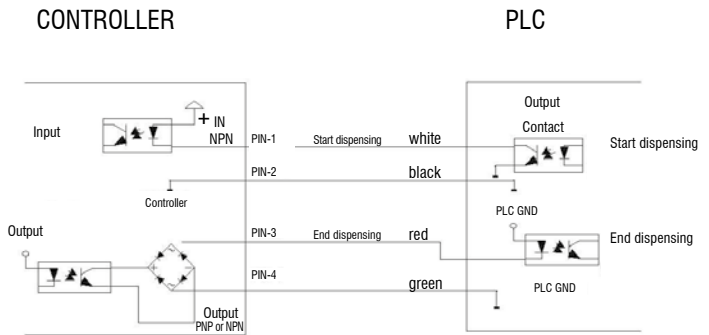 CONTROLLER
PLC
Input
+ IN
NPN
PIN-1
Start dispensing
white
Output
Contact
Start dispensing
PIN-2
black
Controller
PLC GND
Output
PIN-3
End dispensing
red
End dispensing
PIN-4
green
PLC GND
Output
PNP or NPN